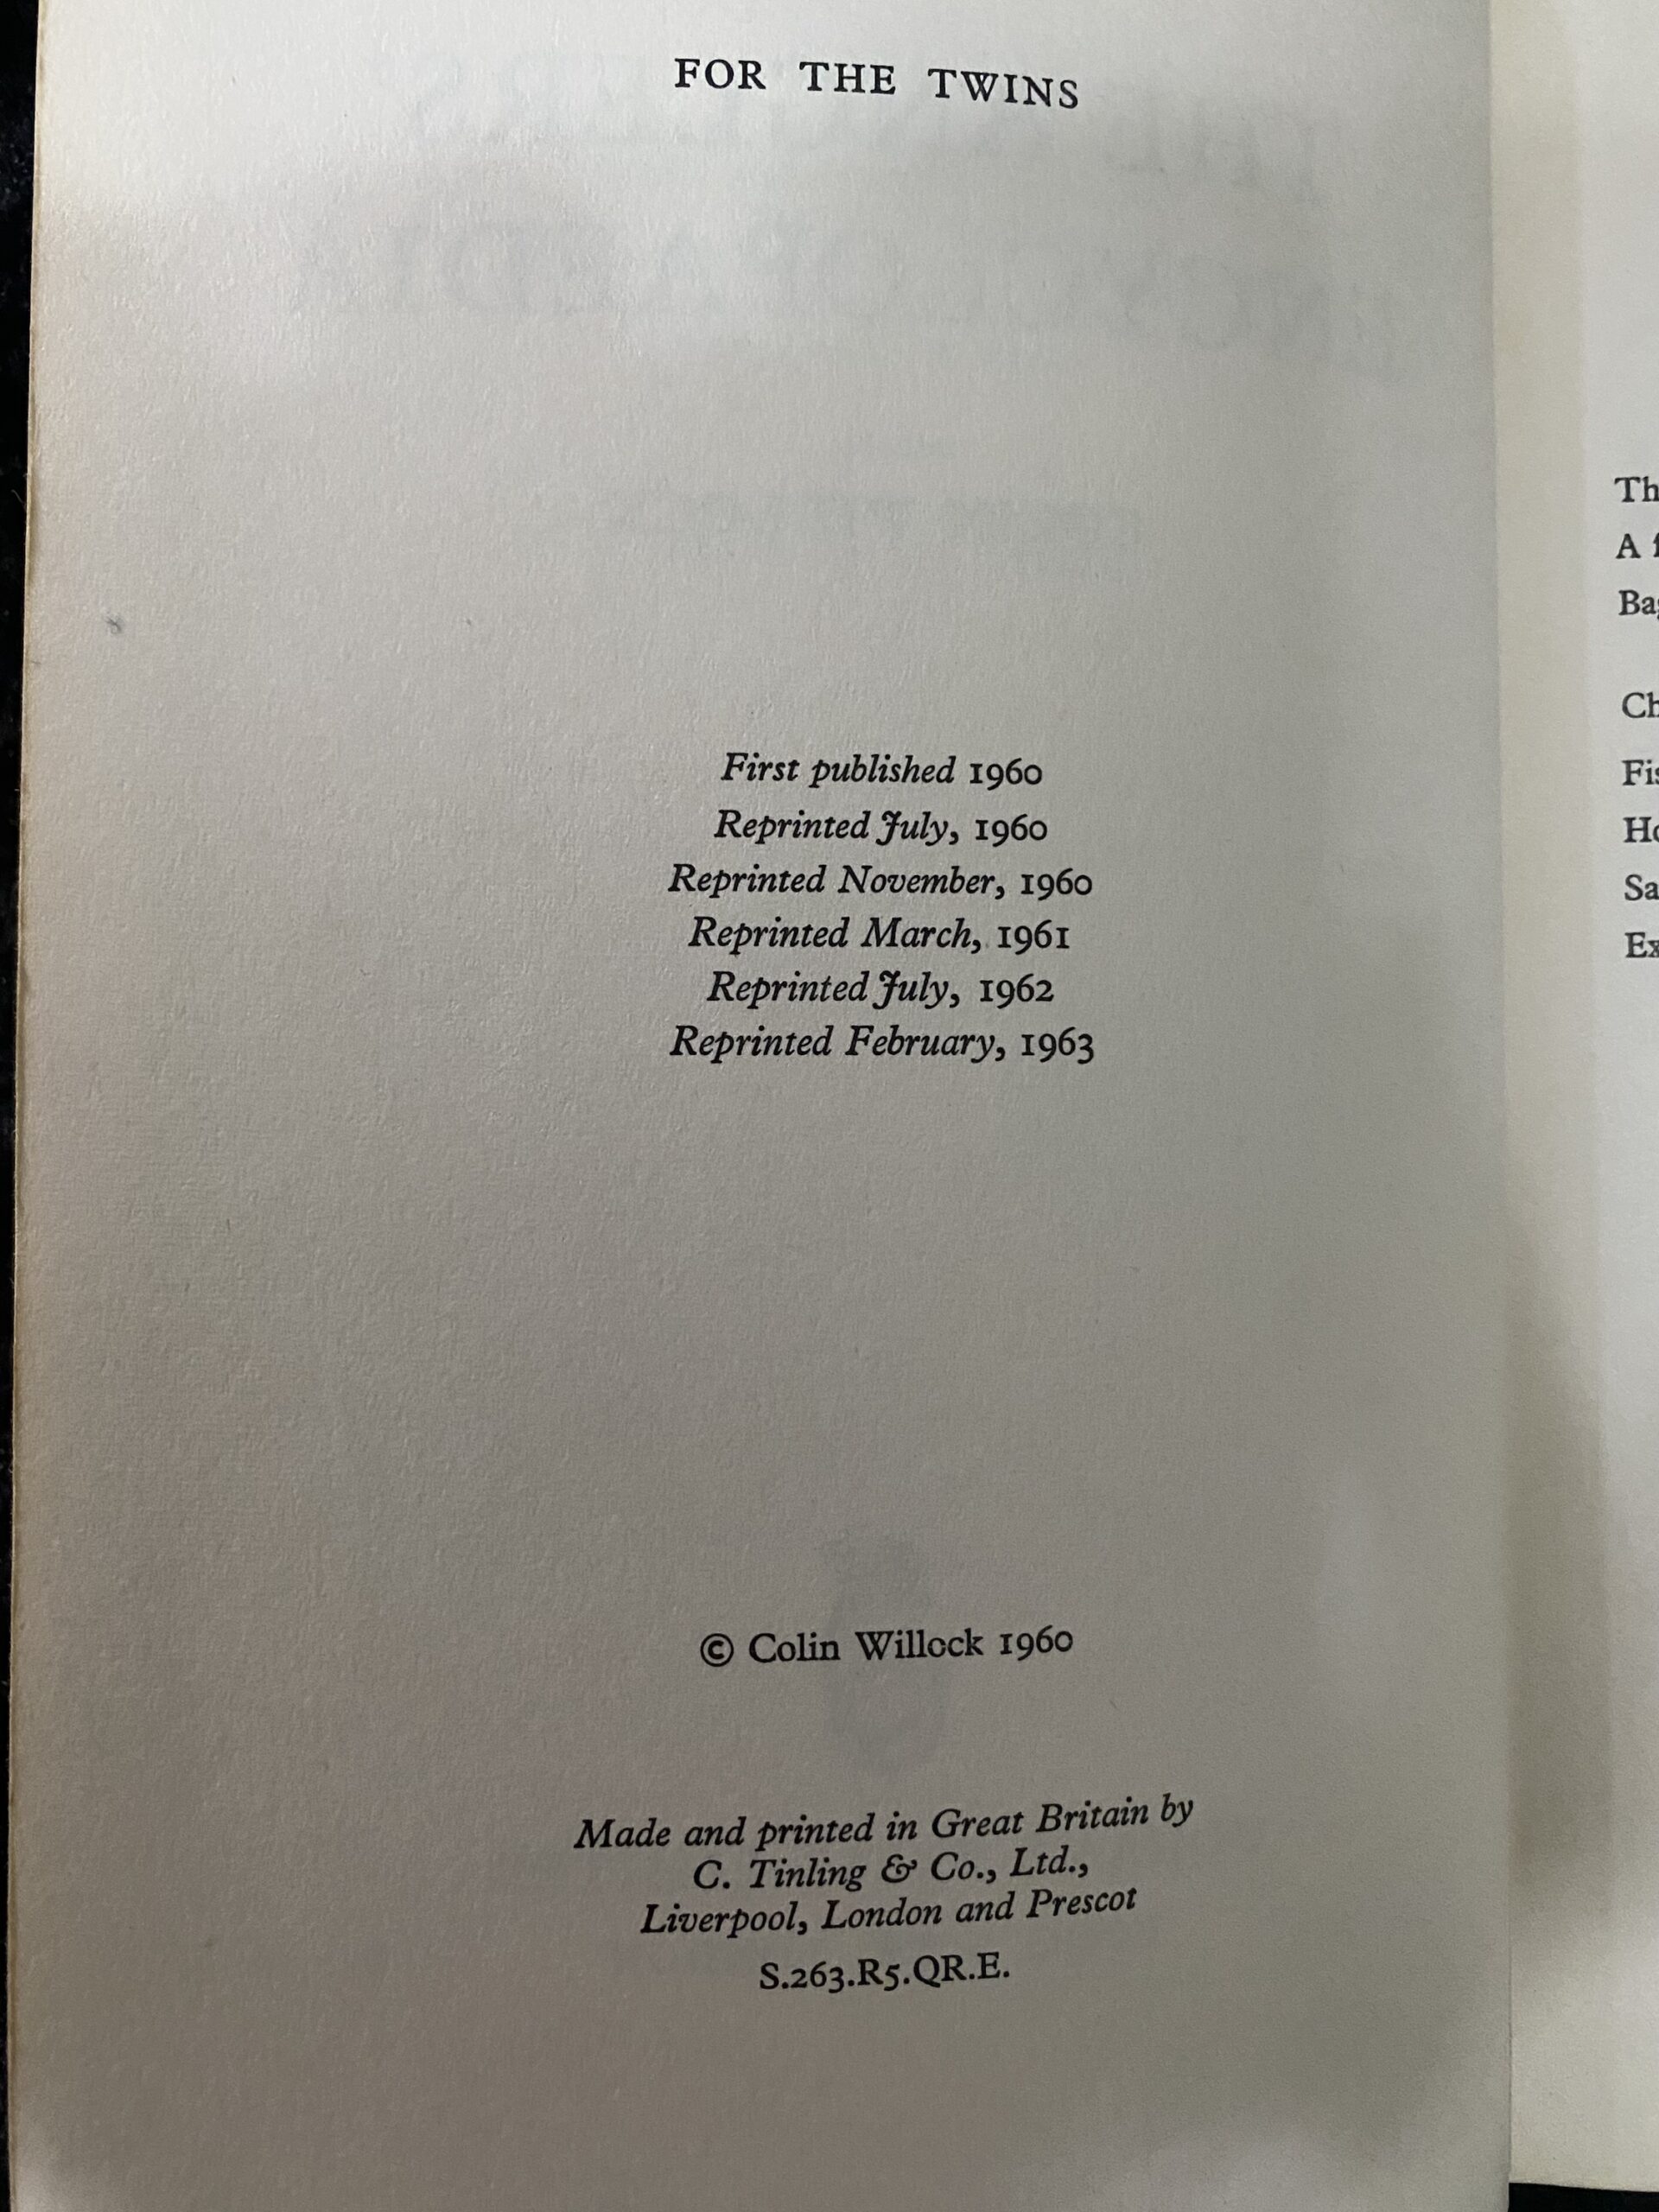 FOR THE TWINS
First published 1960
Reprinted July, 1960
Reprinted November, 1960
Reprinted March, 1961
Reprinted July, 1962
Reprinted February, 1963
© Colin Willock 1960
Made and printed in Great Britain by
C. Tinling & Co., Ltd.,
Liverpool, London and Prescot
S.263.R5.QR.E.
A